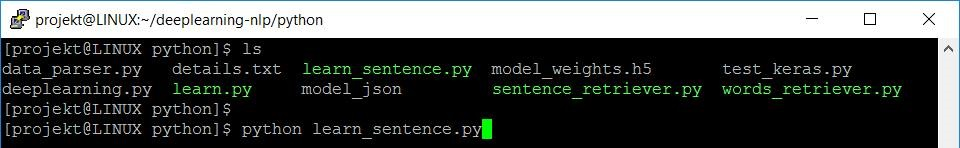 projekt@LINUX:~/deeplearning-nlp/python
[projekt@LINUX python]$ ls
data_parser.py details.txt learn_sentence.py model_weights.h5 test_keras.py
deeplearning.py learn.py model_json sentence_retriever.py words_retriever.py
[projekt@LINUX python]$
[projekt@LINUX python]$ python learn_sentence.py